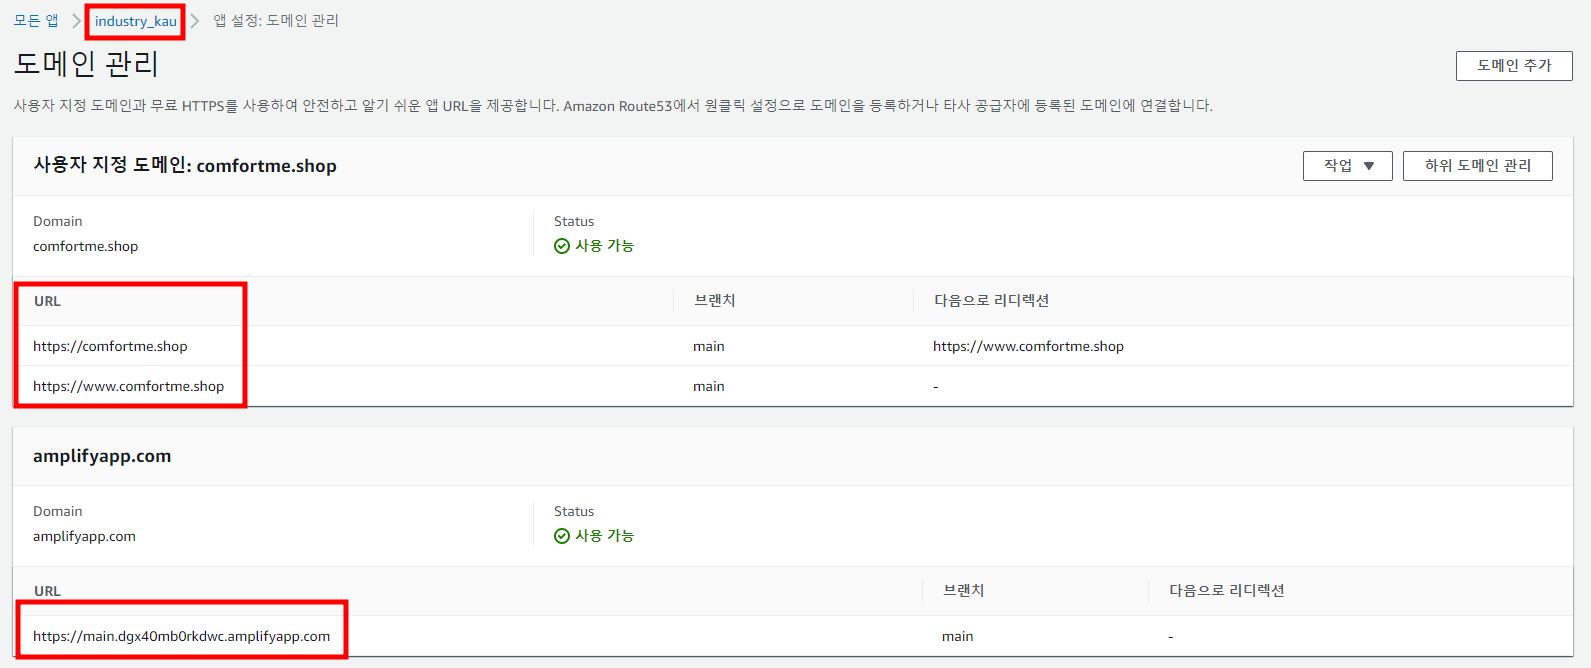 모든 앱 > industry_kau > 앱 설정: 도메인 관리
도메인 관리
도메인 추가
사용자 지정 도메인과 무료 HTTPS를 사용하여 안전하고 알기 쉬운 앱 URL을 제공합니다. Amazon Route53에서 원클릭 설정으로 도메인을 등록하거나 타사 공급자에 등록된 도메인에 연결합니다.
사용자 지정 도메인: comfortme.shop
작업 ▼ 하위 도메인 관리
Domain Status
comfortme.shop 사용 가능
URL 브랜치 다음으로 리디렉션
https://comfortme.shop main https://www.comfortme.shop
https://www.comfortme.shop main -
amplifyapp.com
Domain Status
amplifyapp.com 사용 가능
URL 브랜치 다음으로 리디렉션
https://main.dgx40mb0rkdwc.amplifyapp.com main -